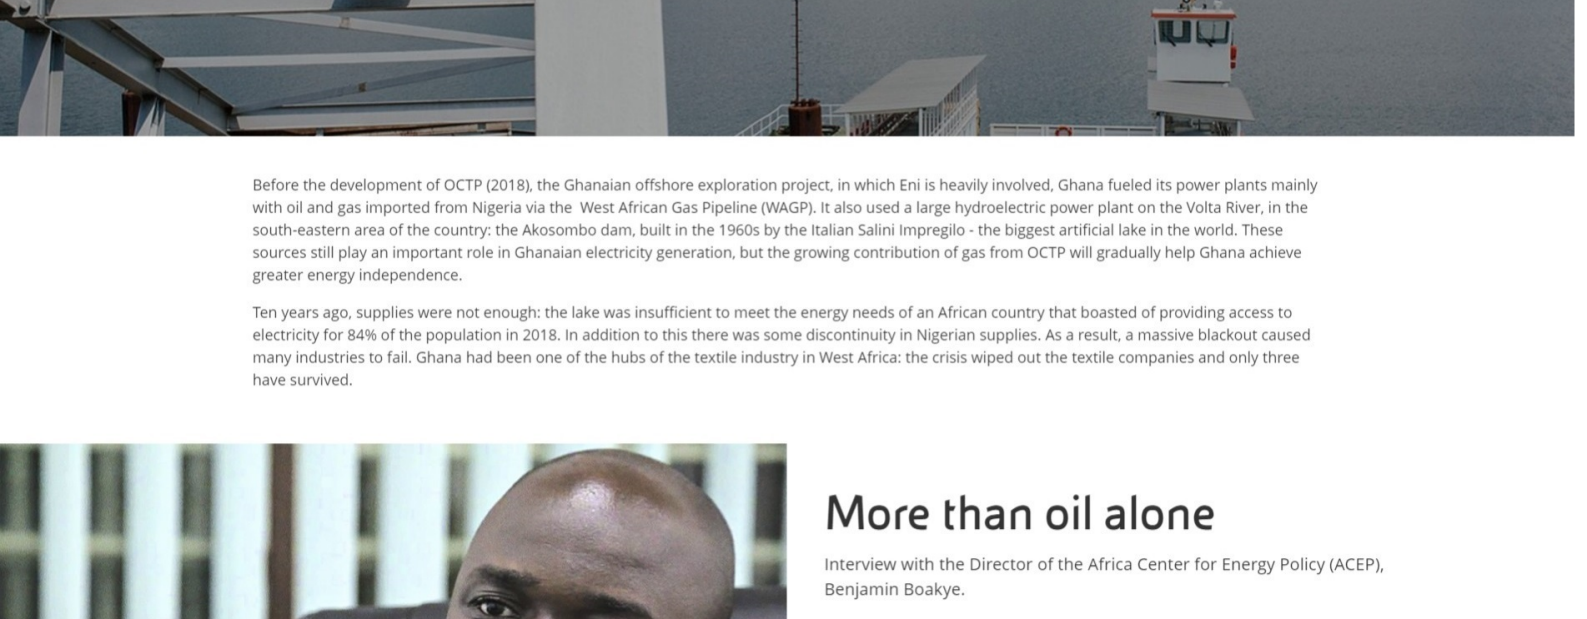 Before the development of OCTP (2018), the Ghanaian offshore exploration project, in which Eni is heavily involved, Ghana fueled its power plants mainly
with oil and gas imported from Nigeria via the  West African Gas Pipeline (WAGP). It also used a large hydroelectric power plant on the Volta River, in the
south-eastern area of the country: the Akosombo dam, built in the 1960s by the Italian Salini Impregilo - the biggest artificial lake in the world. These
sources still play an important role in Ghanaian electricity generation, but the growing contribution of gas from OCTP will gradually help Ghana achieve
greater energy independence.
Ten years ago, supplies were not enough: the lake was insufficient to meet the energy needs of an African country that boasted of providing access to
electricity for 84% of the population in 2018. In addition to this there was some discontinuity in Nigerian supplies. As a result, a massive blackout caused
many industries to fail. Ghana had been one of the hubs of the textile industry in West Africa: the crisis wiped out the textile companies and only three
have survived.
More than oil alone
Interview with the Director of the Africa Center for Energy Policy (ACEP),
Benjamin Boakye.